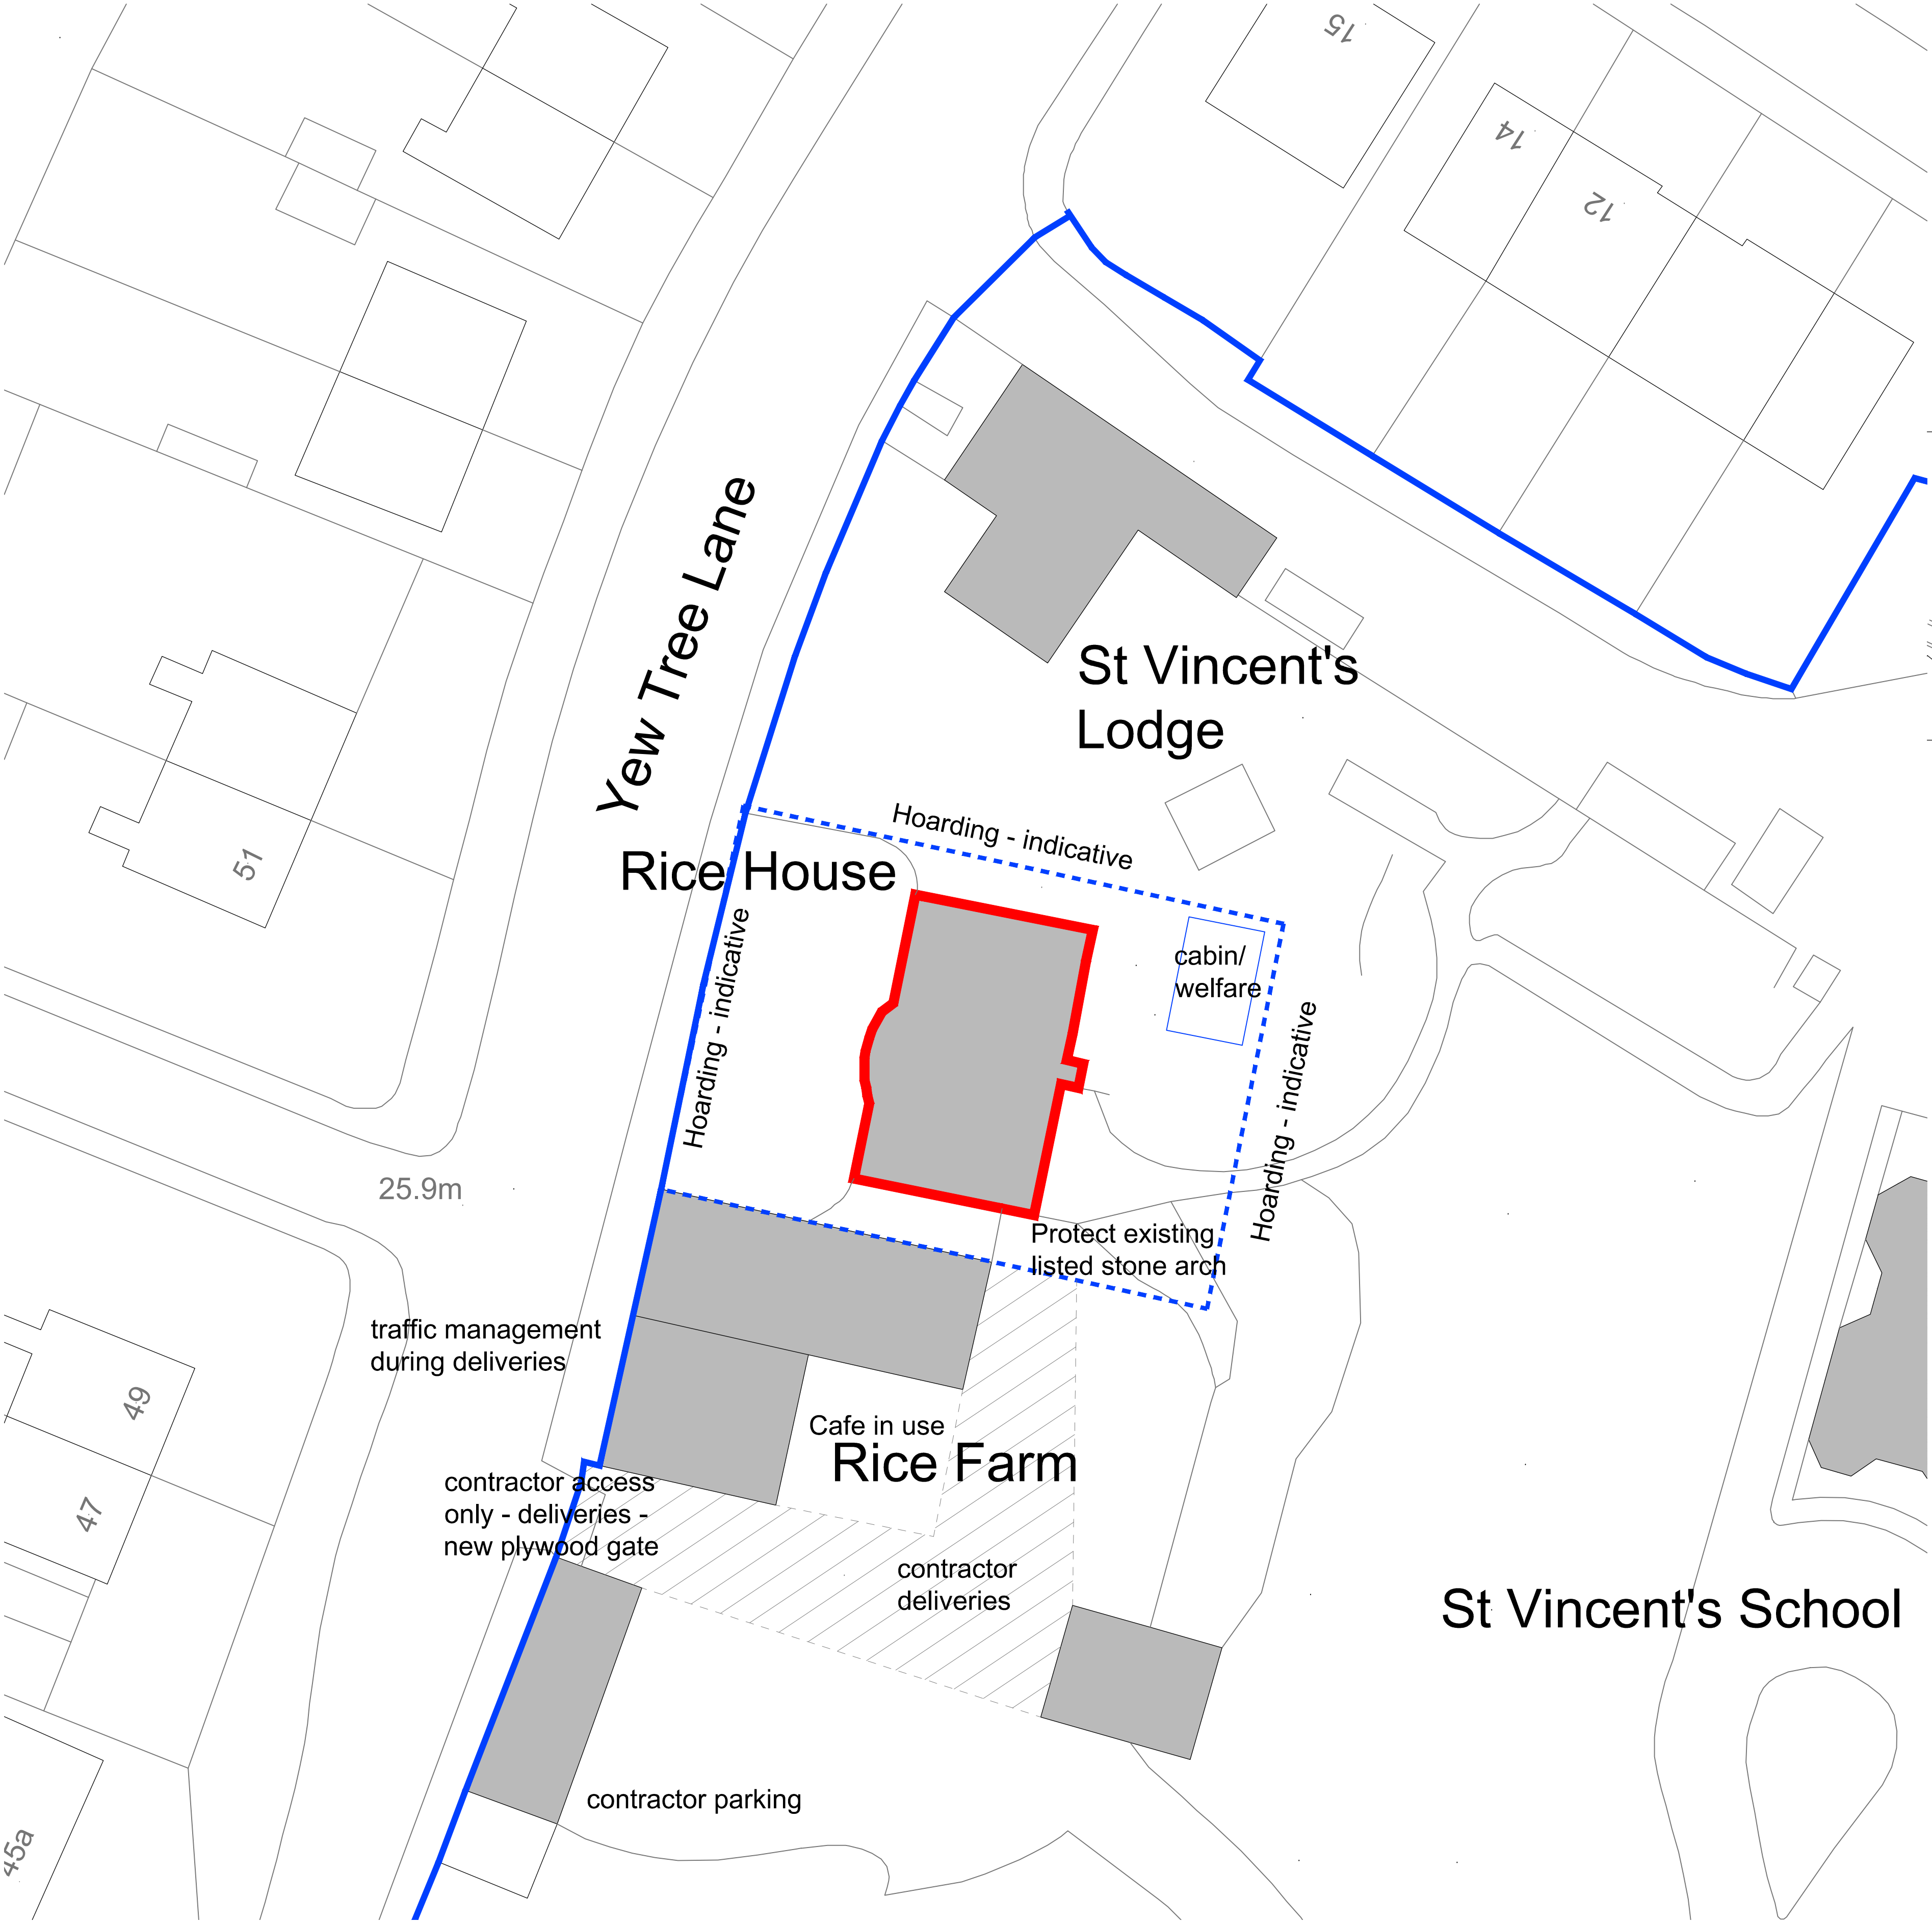 15
14
12
Yew Tree Lane
St Vincent's
Lodge
Hoarding - indicative
51
Rice House
Hoarding - indicative
cabin/
welfare
Hoarding - indicative
25.9m
Protect existing
listed stone arch
traffic management
during deliveries
49
Cafe in use
Rice Farm
contractor access
only - deliveries -
new plywood gate
47
contractor
deliveries
St Vincent's School
contractor parking
45a